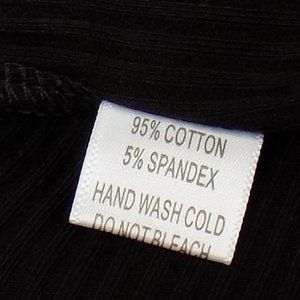 95% COTTON
5% SPANDEX
HAND WASH COLD
DO NOT BLEACH